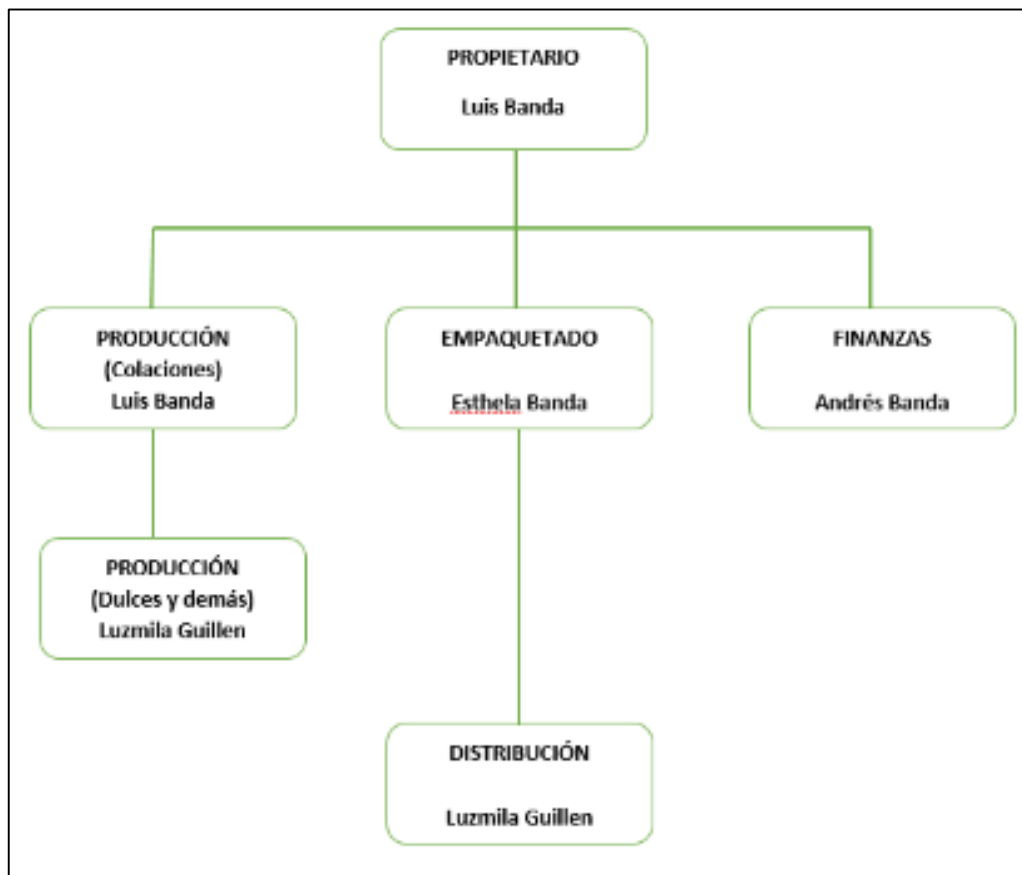 PROPIETARIO
Luis Banda
PRODUCCIÓN
(Colaciones)
Luis Banda
EMPAQUETADO
Esthela Banda
FINANZAS
Andrés Banda
PRODUCCIÓN
(Dulces y demás)
Luzmila Guillen
DISTRIBUCIÓN
Luzmila Guillen